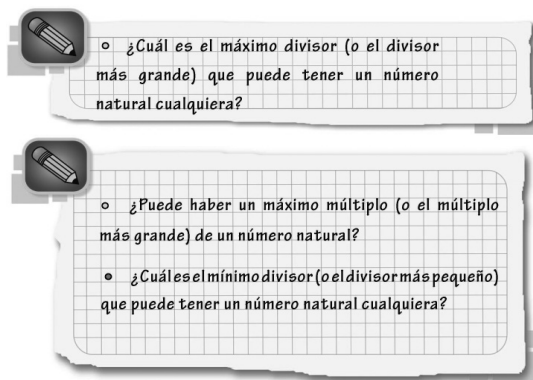 ¿Cuál es el máximo divisor (o el divisor
más grande) que puede tener un número
natural cualquiera?
¿Puede haber un máximo múltiplo (o el múltiplo
más grande) de un número natural?
¿Cuál es el mínimo divisor (o el divisor más pequeño)
que puede tener un número natural cualquiera?